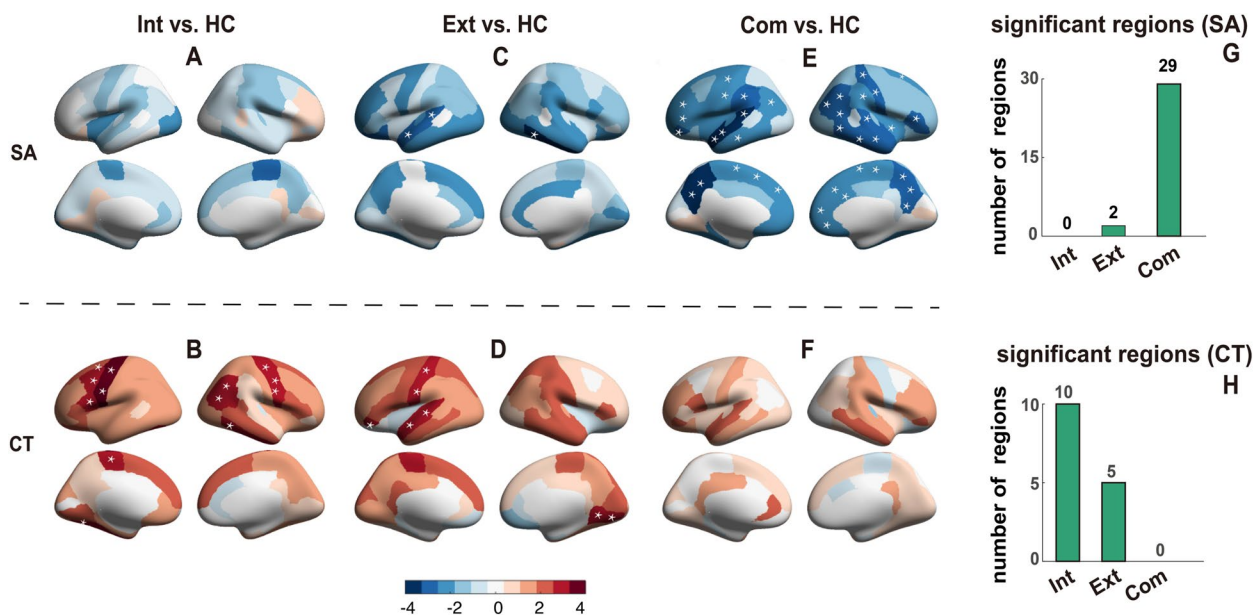 Int vs. HC
Ext vs. HC
Com vs. HC
significant regions (SA)
A
C
E
G
SA
number of regions
30
15
0
0
2
29
Int
Ext
Com
B
D
F
significant regions (CT)
H
CT
number of regions
10
5
0
10
5
0
Int
Ext
Com
-4
-2
0
2
4